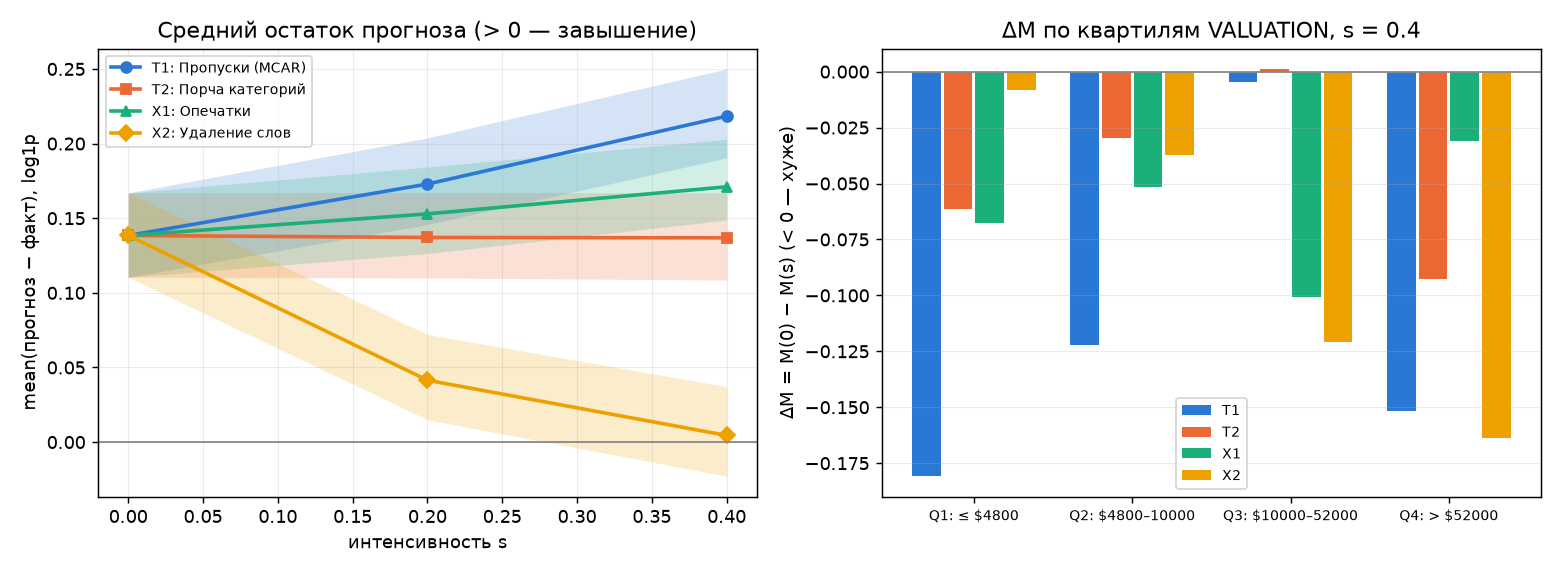 Средний остаток прогноза (> 0 — завышение)
mean(прогноз − факт), log1p
0.25
0.20
0.15
0.10
0.05
0.00
T1: Пропуски (MCAR)
T2: Порча категорий
X1: Опечатки
X2: Удаление слов
0.00 0.05 0.10 0.15 0.20 0.25 0.30 0.35 0.40
интенсивность s
ΔM по квартилям VALUATION, s = 0.4
ΔM = M(0) − M(s) (< 0 — хуже)
0.000
−0.025
−0.050
−0.075
−0.100
−0.125
−0.150
−0.175
T1
T2
X1
X2
Q1: ≤ $4800 Q2: $4800–10000 Q3: $10000–52000 Q4: > $52000